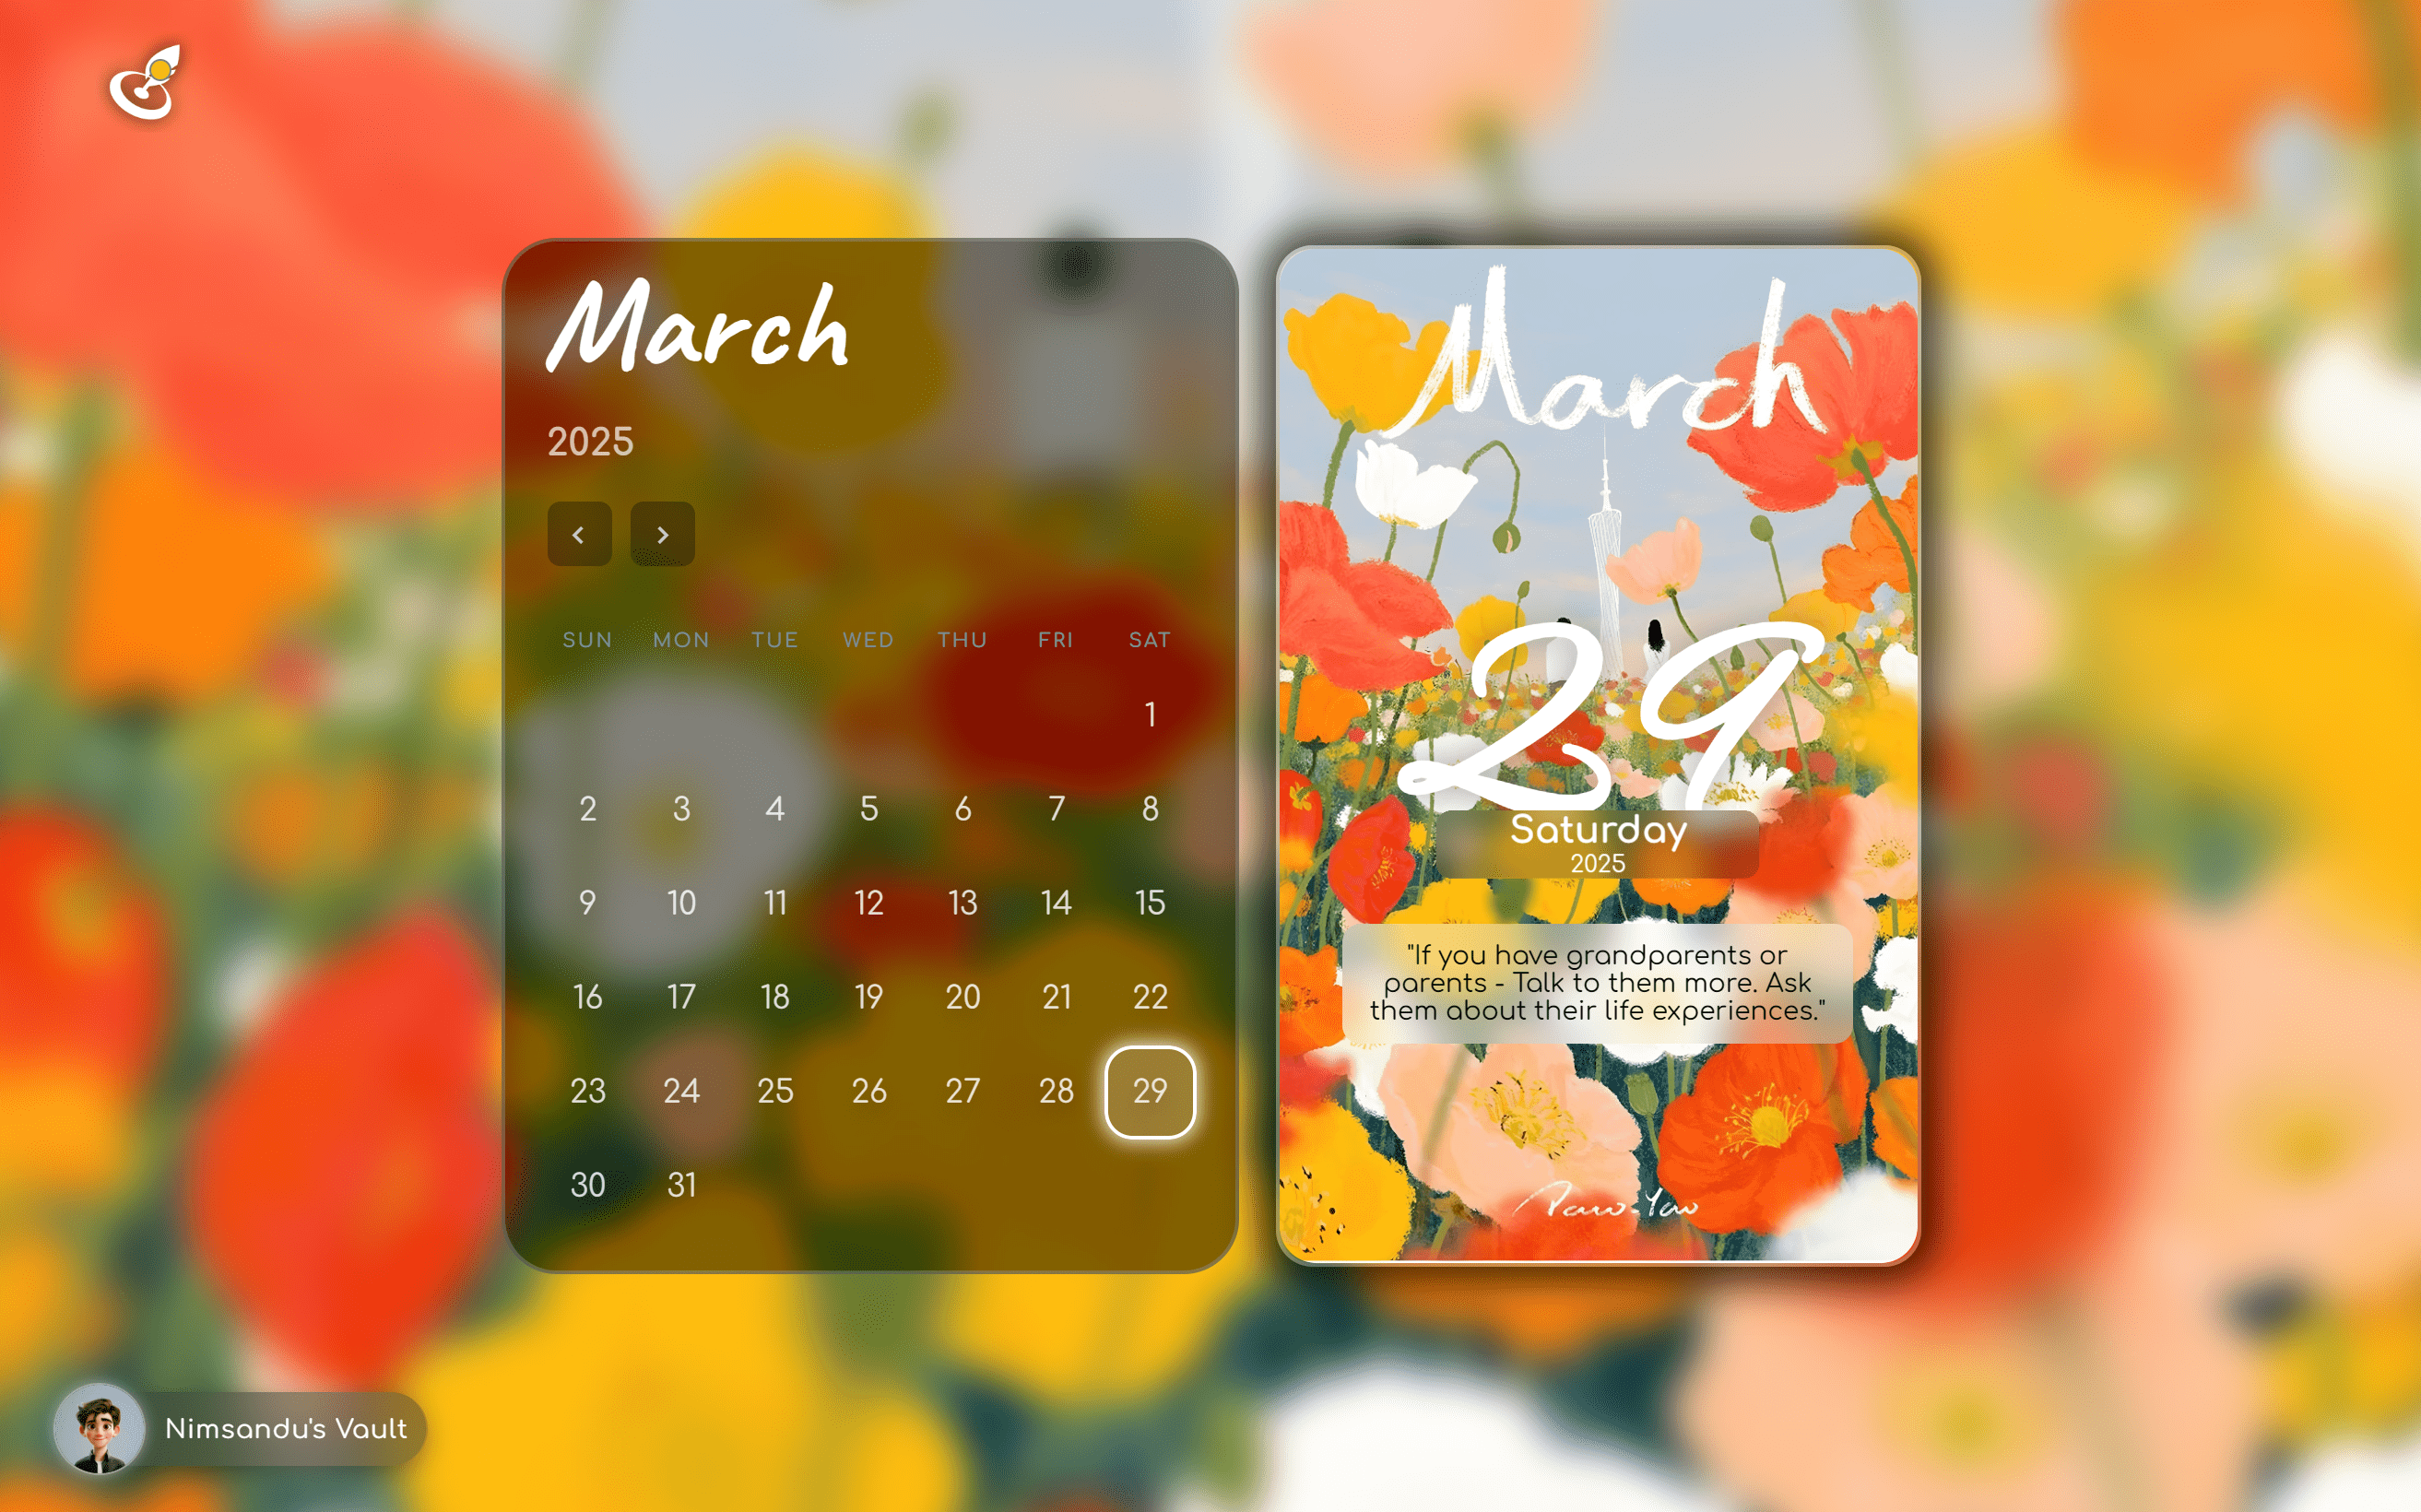 March
2025
SUN MON TUE WED THU FRI SAT
1
2 3 4 5 6 7 8
9 10 11 12 13 14 15
16 17 18 19 20 21 22
23 24 25 26 27 28 29
30 31
March
29
Saturday
2025
"If you have grandparents or
parents - Talk to them more. Ask
them about their life experiences."
Paco-Yao
Nimsandu's Vault